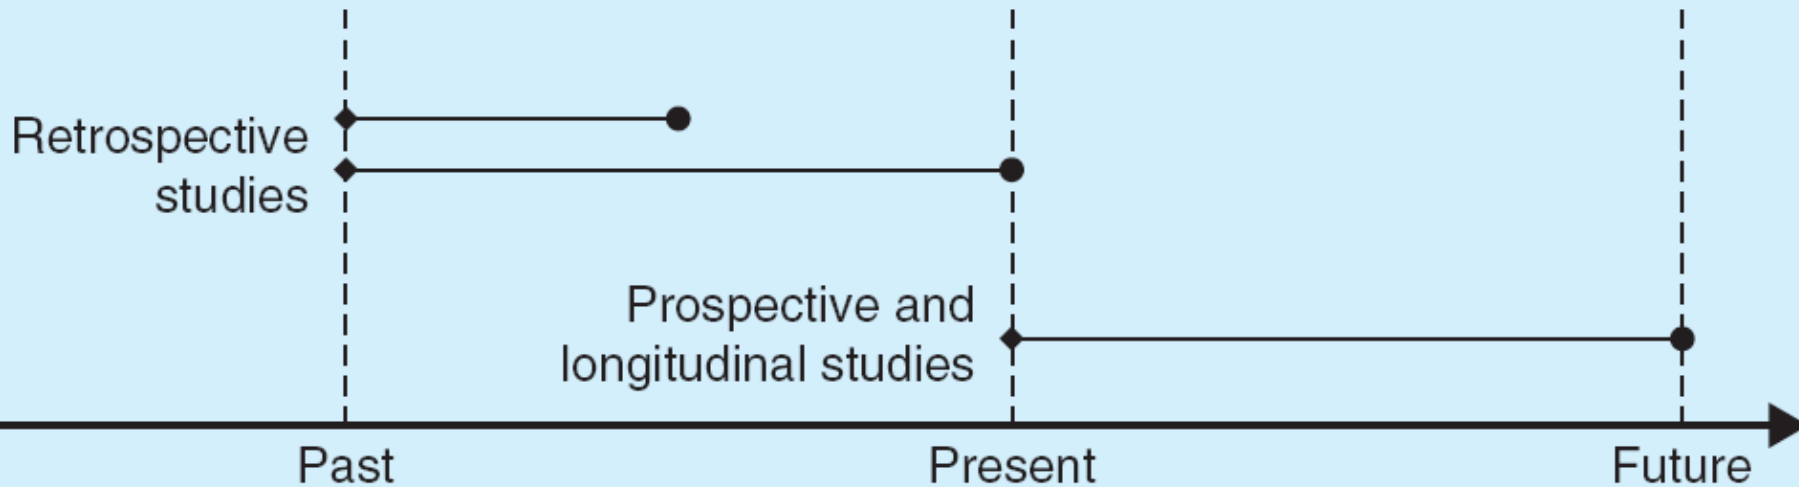 Retrospective
studies
Prospective and
longitudinal studies
Past
Present
Future